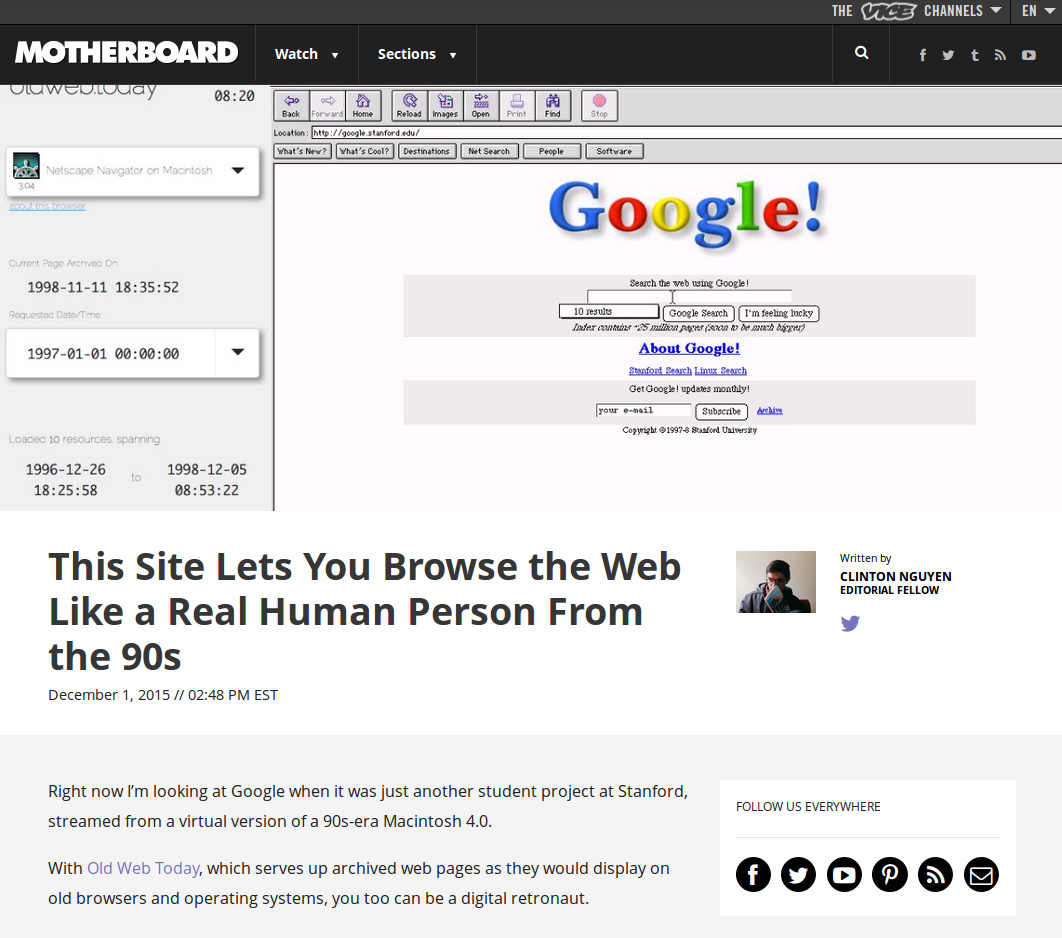 THE VICE CHANNELS EN
MOTHERBOARD Watch Sections
oldweb.today
08:20
Back Forward Home Reload Images Open Print Find Stop
Location: http://google.stanford.edu/
What's New? What's Cool? Destinations Net Search People Software
Netscape Navigator on Macintosh
3.04
about this browser
Current Page Archived On
1998-11-11 18:35:52
Requested Date/Time:
1997-01-01 00:00:00
Loaded 10 resources, spanning
1996-12-26 18:25:58 to 1998-12-05 08:53:22
Google!
Search the web using Google!
10 results Google Search I'm feeling lucky
Index contains ~25 million pages (soon to be much bigger)
About Google!
Stanford Search Linux Search
Get Google! updates monthly!
your e-mail Subscribe Archive
Copyright ©1997-8 Stanford University
This Site Lets You Browse the Web
Like a Real Human Person From
the 90s
December 1, 2015 // 02:48 PM EST
Written by
CLINTON NGUYEN
EDITORIAL FELLOW
Right now I'm looking at Google when it was just another student project at Stanford,
streamed from a virtual version of a 90s-era Macintosh 4.0.
With Old Web Today, which serves up archived web pages as they would display on
old browsers and operating systems, you too can be a digital retronaut.
FOLLOW US EVERYWHERE